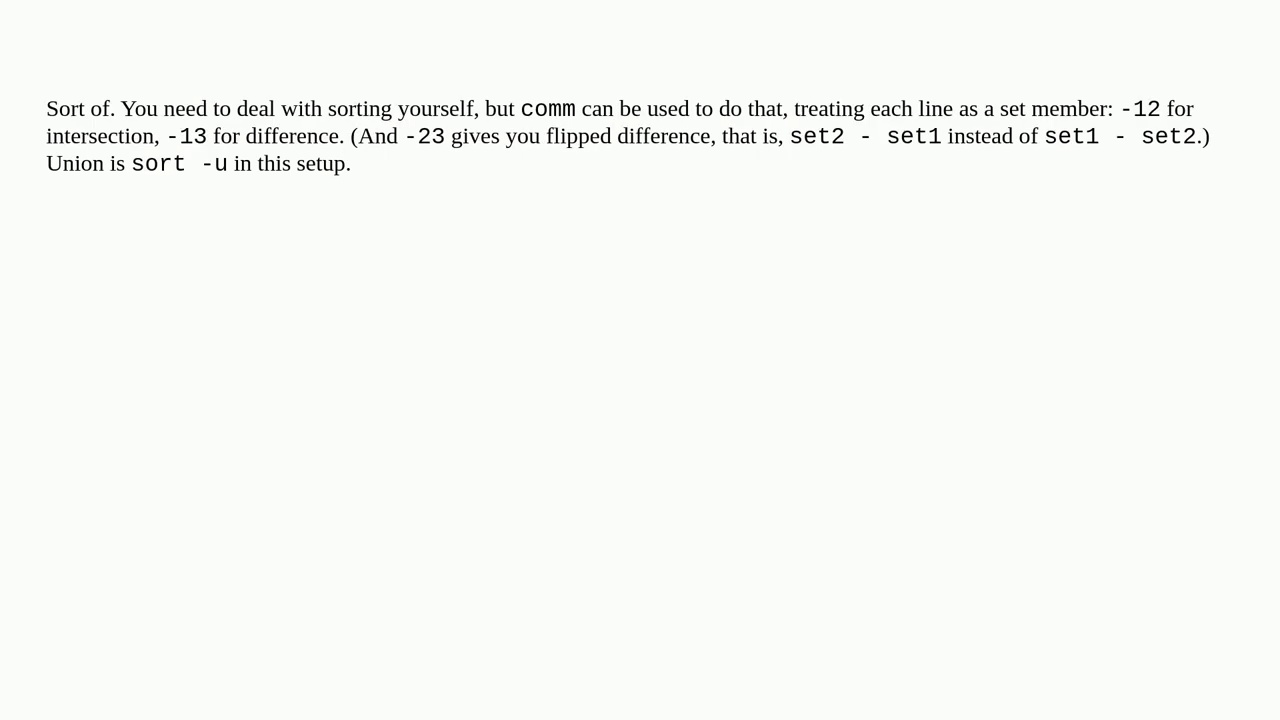 Sort of. You need to deal with sorting yourself, but comm can be used to do that, treating each line as a set member: -12 for
intersection, -13 for difference. (And -23 gives you flipped difference, that is, set2 - set1 instead of set1 - set2.)
Union is sort -u in this setup.